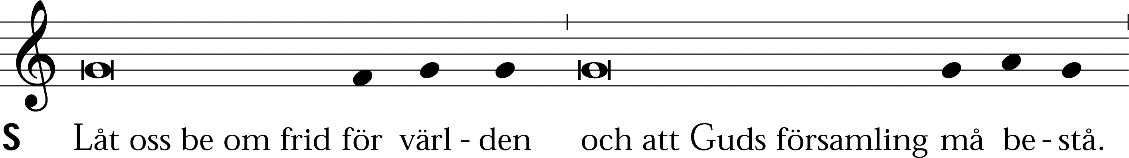 S Låt oss be om frid för värl - den och att Guds församling må be - stå.